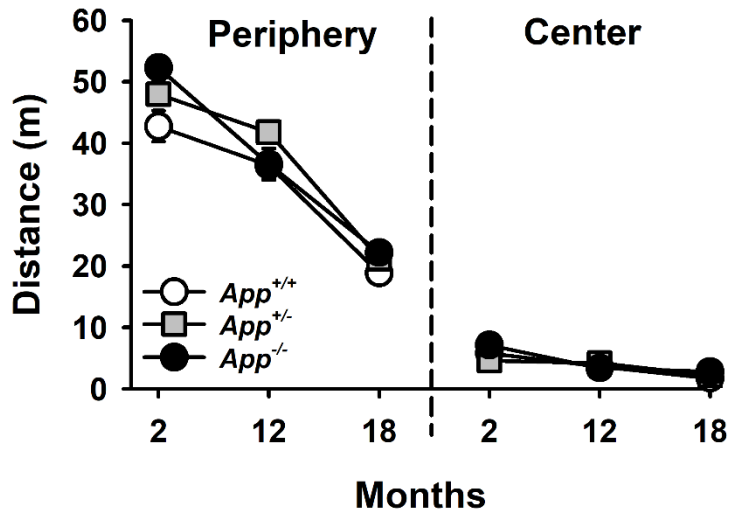 Periphery
Center
Distance (m)
60
50
40
30
20
10
0
App+/+
App+/-
App-/-
2 12 18 2 12 18
Months